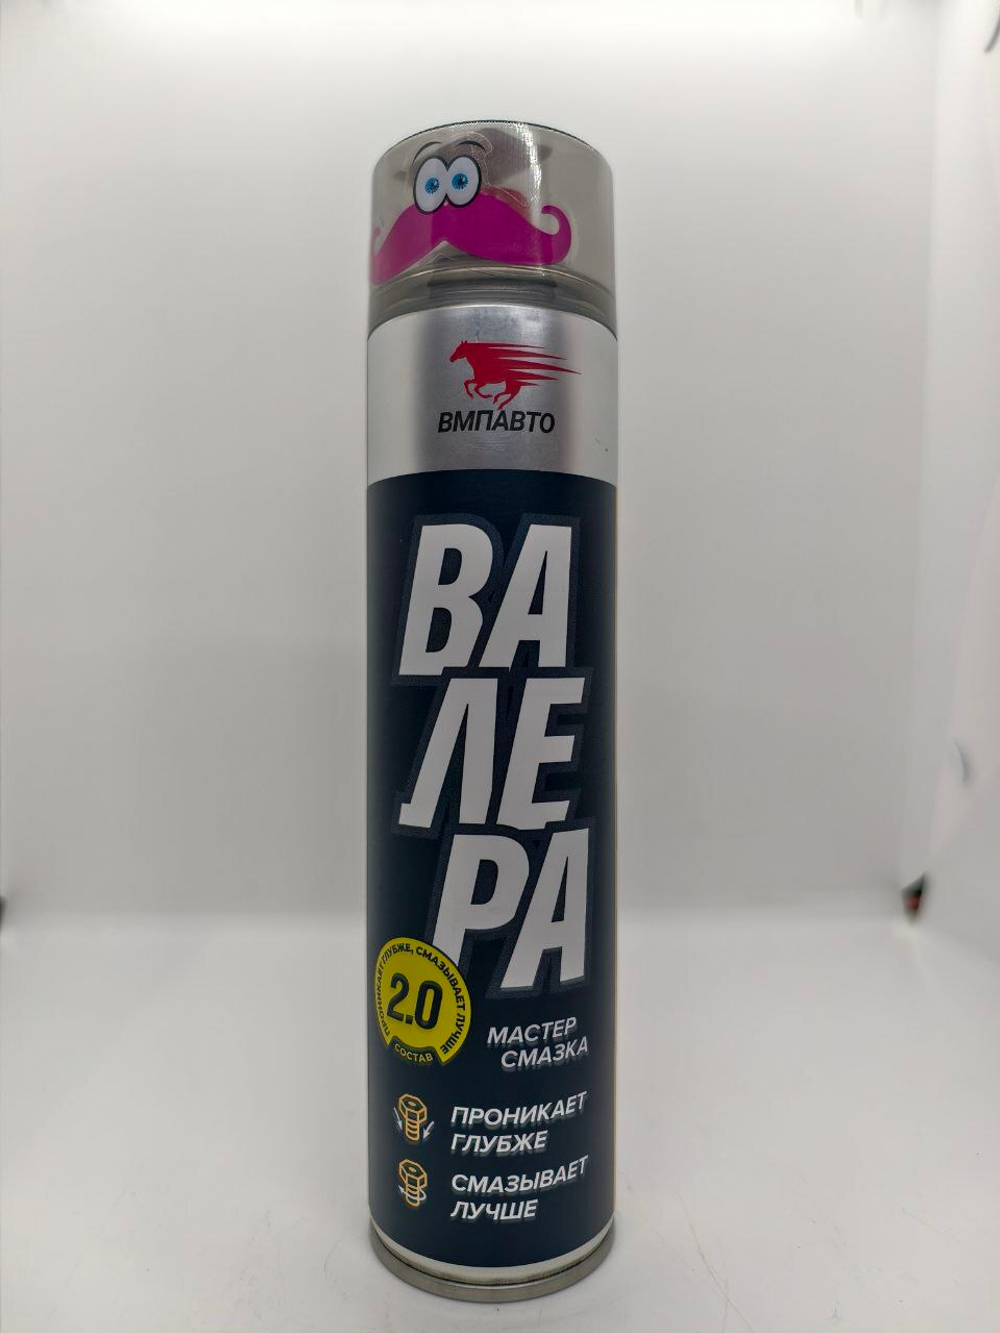 ВМПАВТО
ВА
ЛЕ
РА
ПРОНИКАЕТ ГЛУБЖЕ, СМАЗЫВАЕТ ЛУЧШЕ
2.0
СОСТАВ
МАСТЕР
СМАЗКА
ПРОНИКАЕТ
ГЛУБЖЕ
СМАЗЫВАЕТ
ЛУЧШЕ